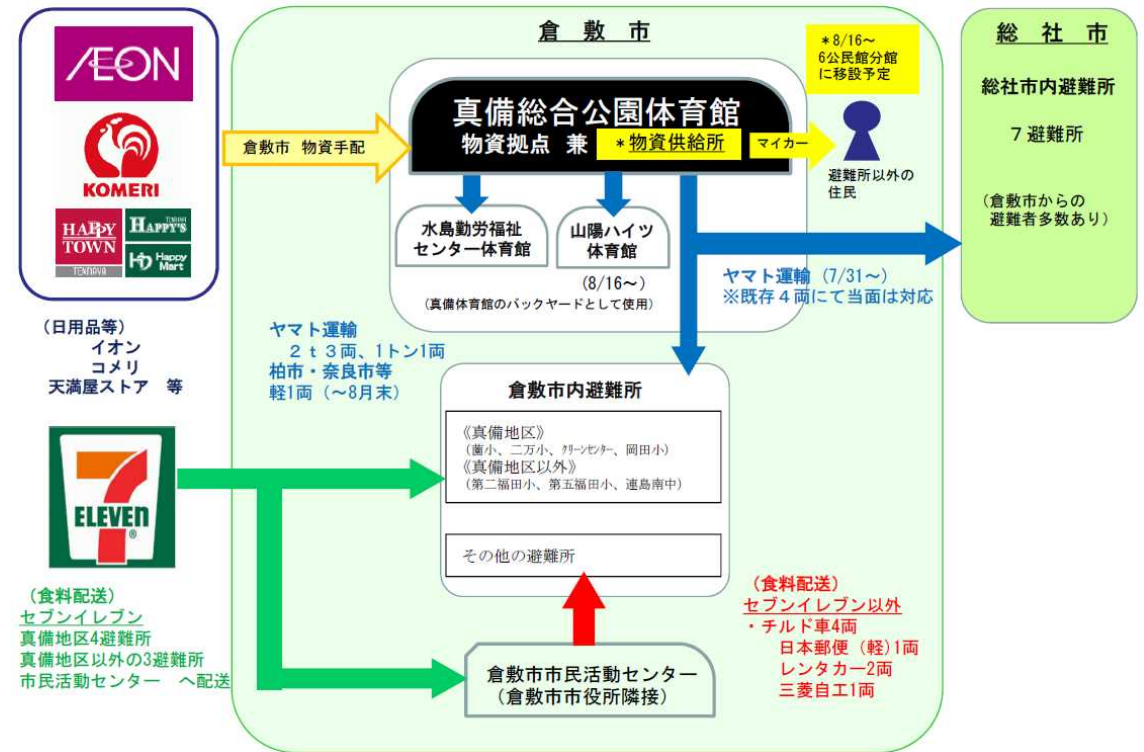 ÆON
KOMERI
HAPPY
TOWN
TENMAYA
TENMAYA
HAPPY'S
HD Happy
Mart
(日用品等)
イオン
コメリ
天満屋ストア 等
7
ELEVEN
®
(食料配送)
セブンイレブン
真備地区4避難所
真備地区以外の3避難所
市民活動センター へ配送
倉敷市 物資手配
倉 敷 市
真備総合公園体育館
物資拠点 兼 *物資供給所
マイカー
*8/16~
6公民館分館
に移設予定
避難所以外の
住民
水島勤労福祉
センター体育館
山陽ハイツ
体育館
(8/16~)
(真備体育館のバックヤードとして使用)
ヤマト運輸 (7/31~)
※既存4両にて当面は対応
ヤマト運輸
2t3両、1トン1両
柏市・奈良市等
軽1両 (~8月末)
倉敷市内避難所
《真備地区》
(薗小、二万小、クリーンセンター、岡田小)
《真備地区以外》
(第二福田小、第五福田小、連島南中)
その他の避難所
倉敷市市民活動センター
(倉敷市市役所隣接)
(食料配送)
セブンイレブン以外
・チルド車4両
日本郵便 (軽)1両
レンタカー2両
三菱自工1両
総 社 市
総社市内避難所
7避難所
(倉敷市からの
避難者多数あり)